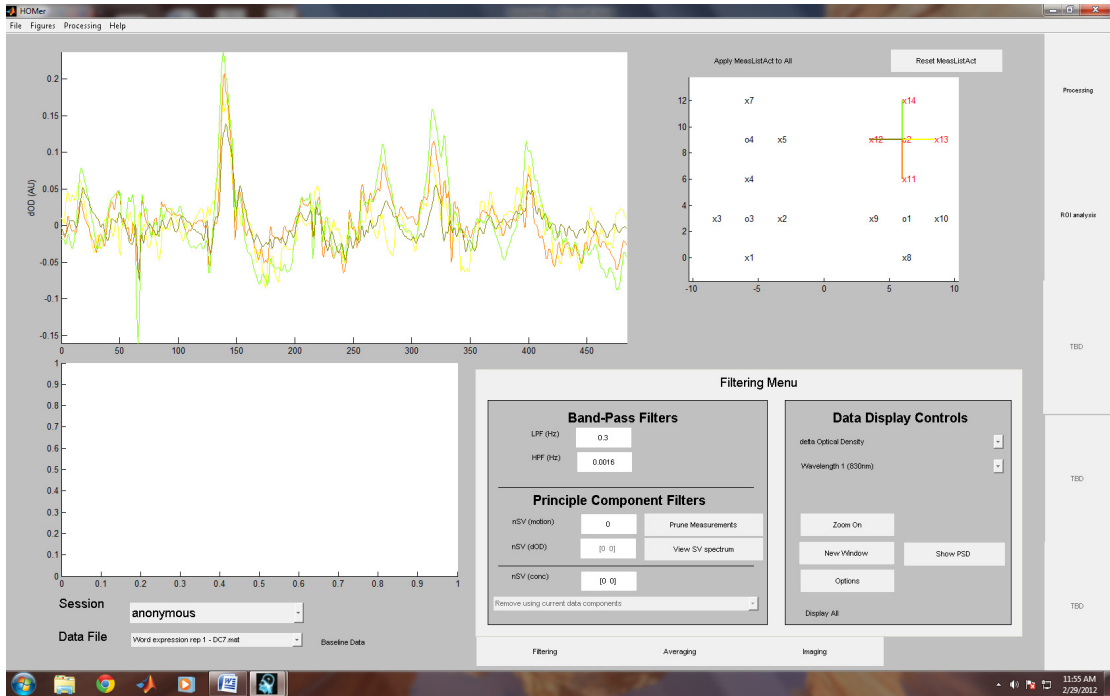 HOMer
File Figures Processing Help
Apply MeasListAct to All
Reset MeasListAct
dOD (AU)
0.2
0.15
0.1
0.05
0
-0.05
-0.1
-0.15
0 50 100 150 200 250 300 350 400 450
12
10
8
6
4
2
0
-10 -5 0 5 10
x7 x14
o4 x5 x12 o2 x13
x4 x11
x3 o3 x2 x9 o1 x10
x1 x8
Processing
ROI analysis
TBD
TBD
TBD
1
0.9
0.8
0.7
0.6
0.5
0.4
0.3
0.2
0.1
0
0 0.1 0.2 0.3 0.4 0.5 0.6 0.7 0.8 0.9 1
Session
anonymous
Data File
Word expression rep 1 - DC7.mat
Baseline Data
Filtering Menu
Band-Pass Filters
LPF (Hz) 0.3
HPF (Hz) 0.0016
Principle Component Filters
nSV (motion) 0 Prune Measurements
nSV (dOD) [0 0] View SV spectrum
nSV (conc) [0 0]
Remove using current data components
Data Display Controls
delta Optical Density
Wavelength 1 (830nm)
Zoom On
New Window Show PSD
Options
Display All
Filtering Averaging Imaging
11:55 AM
2/29/2012